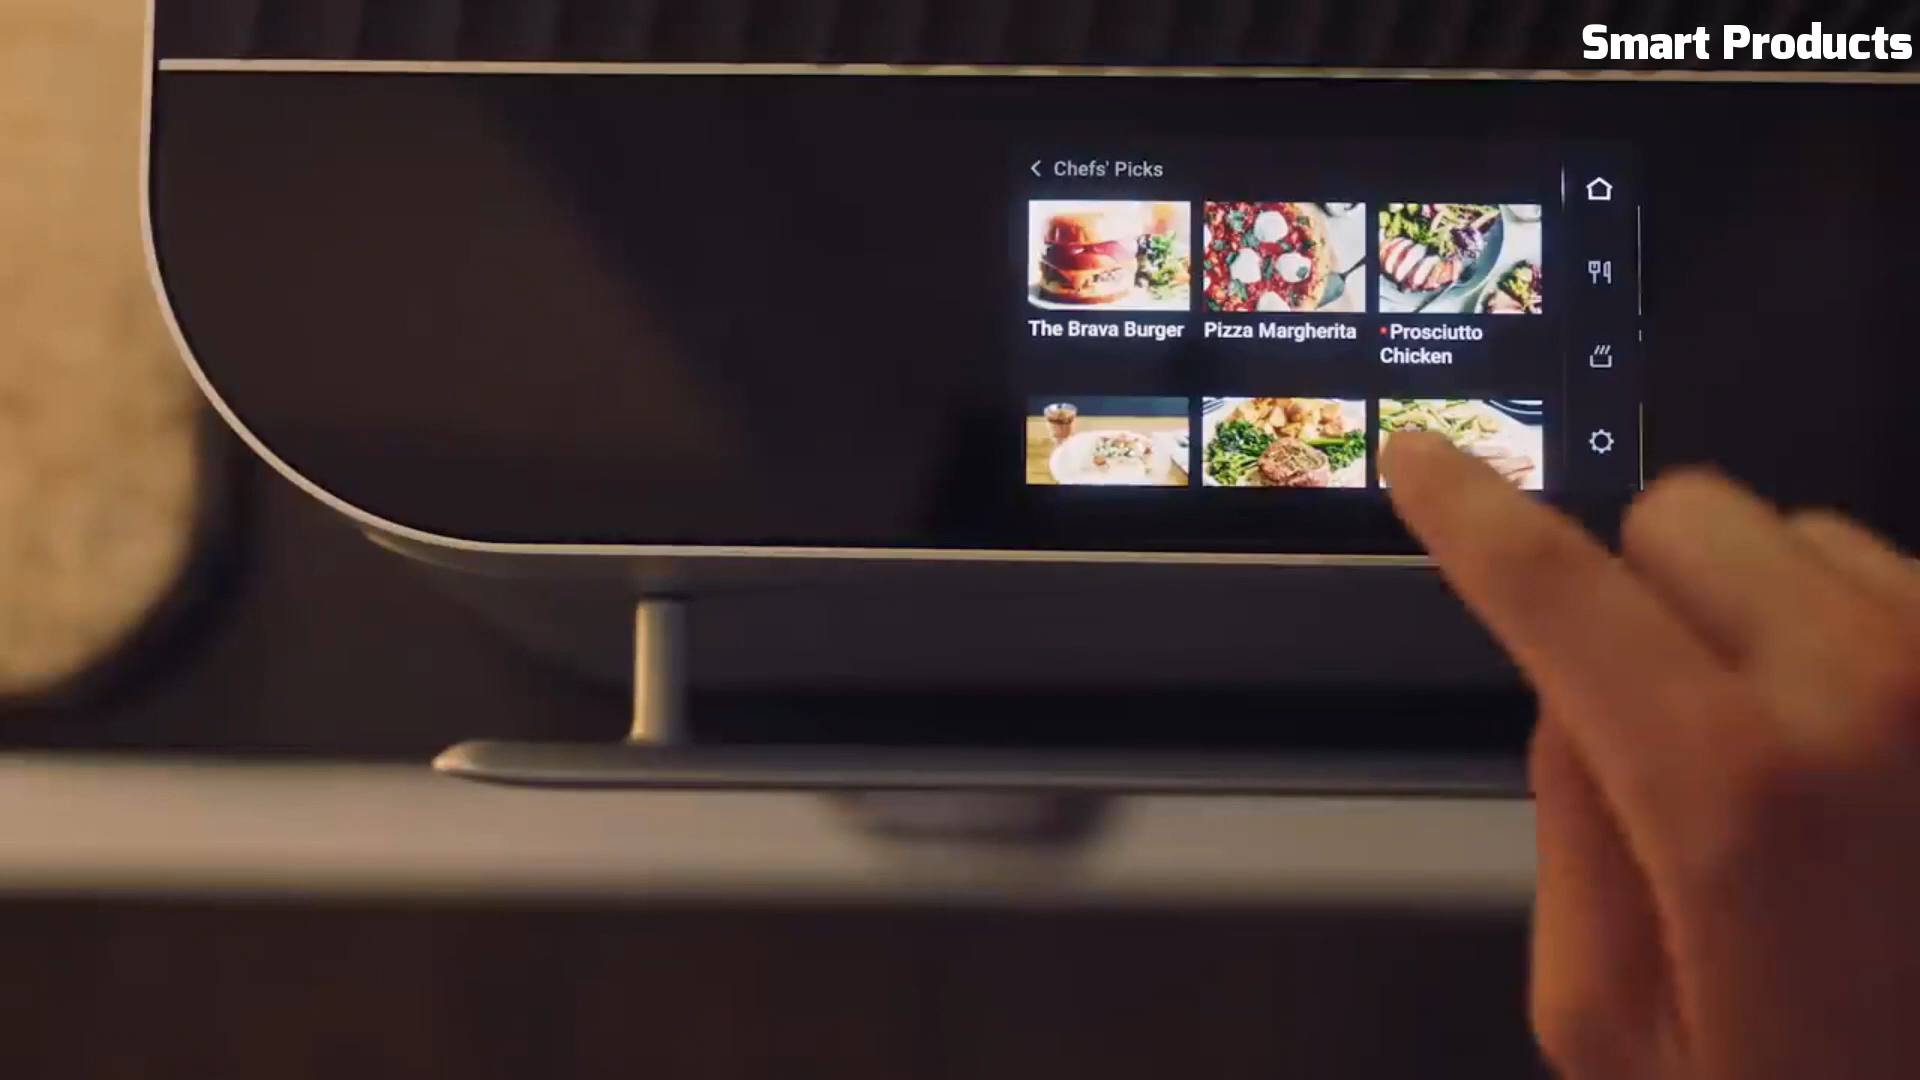 Smart Products
Chefs' Picks
The Brava Burger
Pizza Margherita
Prosciutto
Chicken